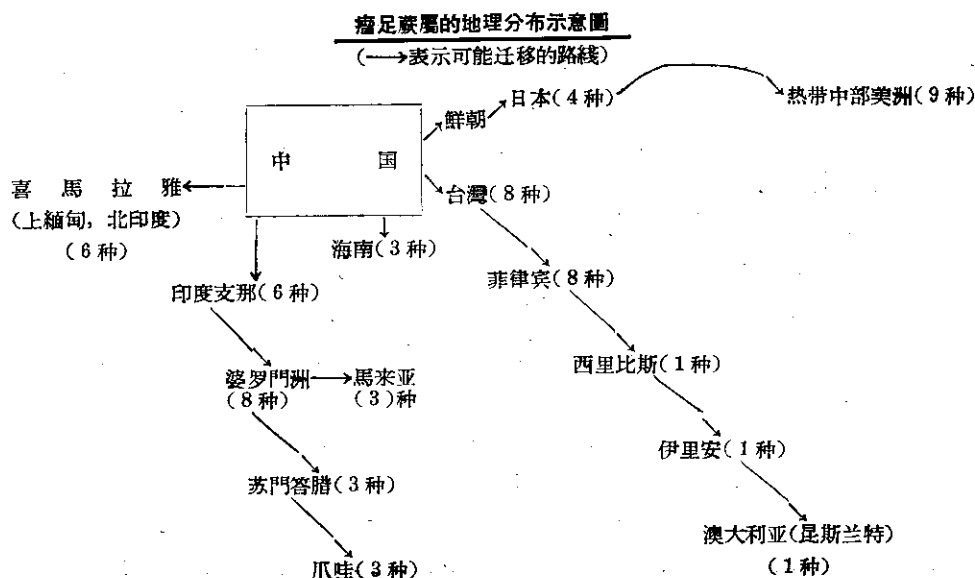 瘤足蕨屬的地理分布示意圖
(⟶表示可能迁移的路綫)
日本(4种)
热带中部美洲(9种)
鮮朝
中国
喜馬拉雅
(上緬甸，北印度)
(6种)
台灣(8种)
海南(3种)
菲律宾(8种)
印度支那(6种)
西里比斯(1种)
婆罗門洲
(8种)
馬来亚
(3)种
伊里安(1种)
苏門答腊(3种)
澳大利亚(昆斯兰特)
(1种)
爪哇(3种)